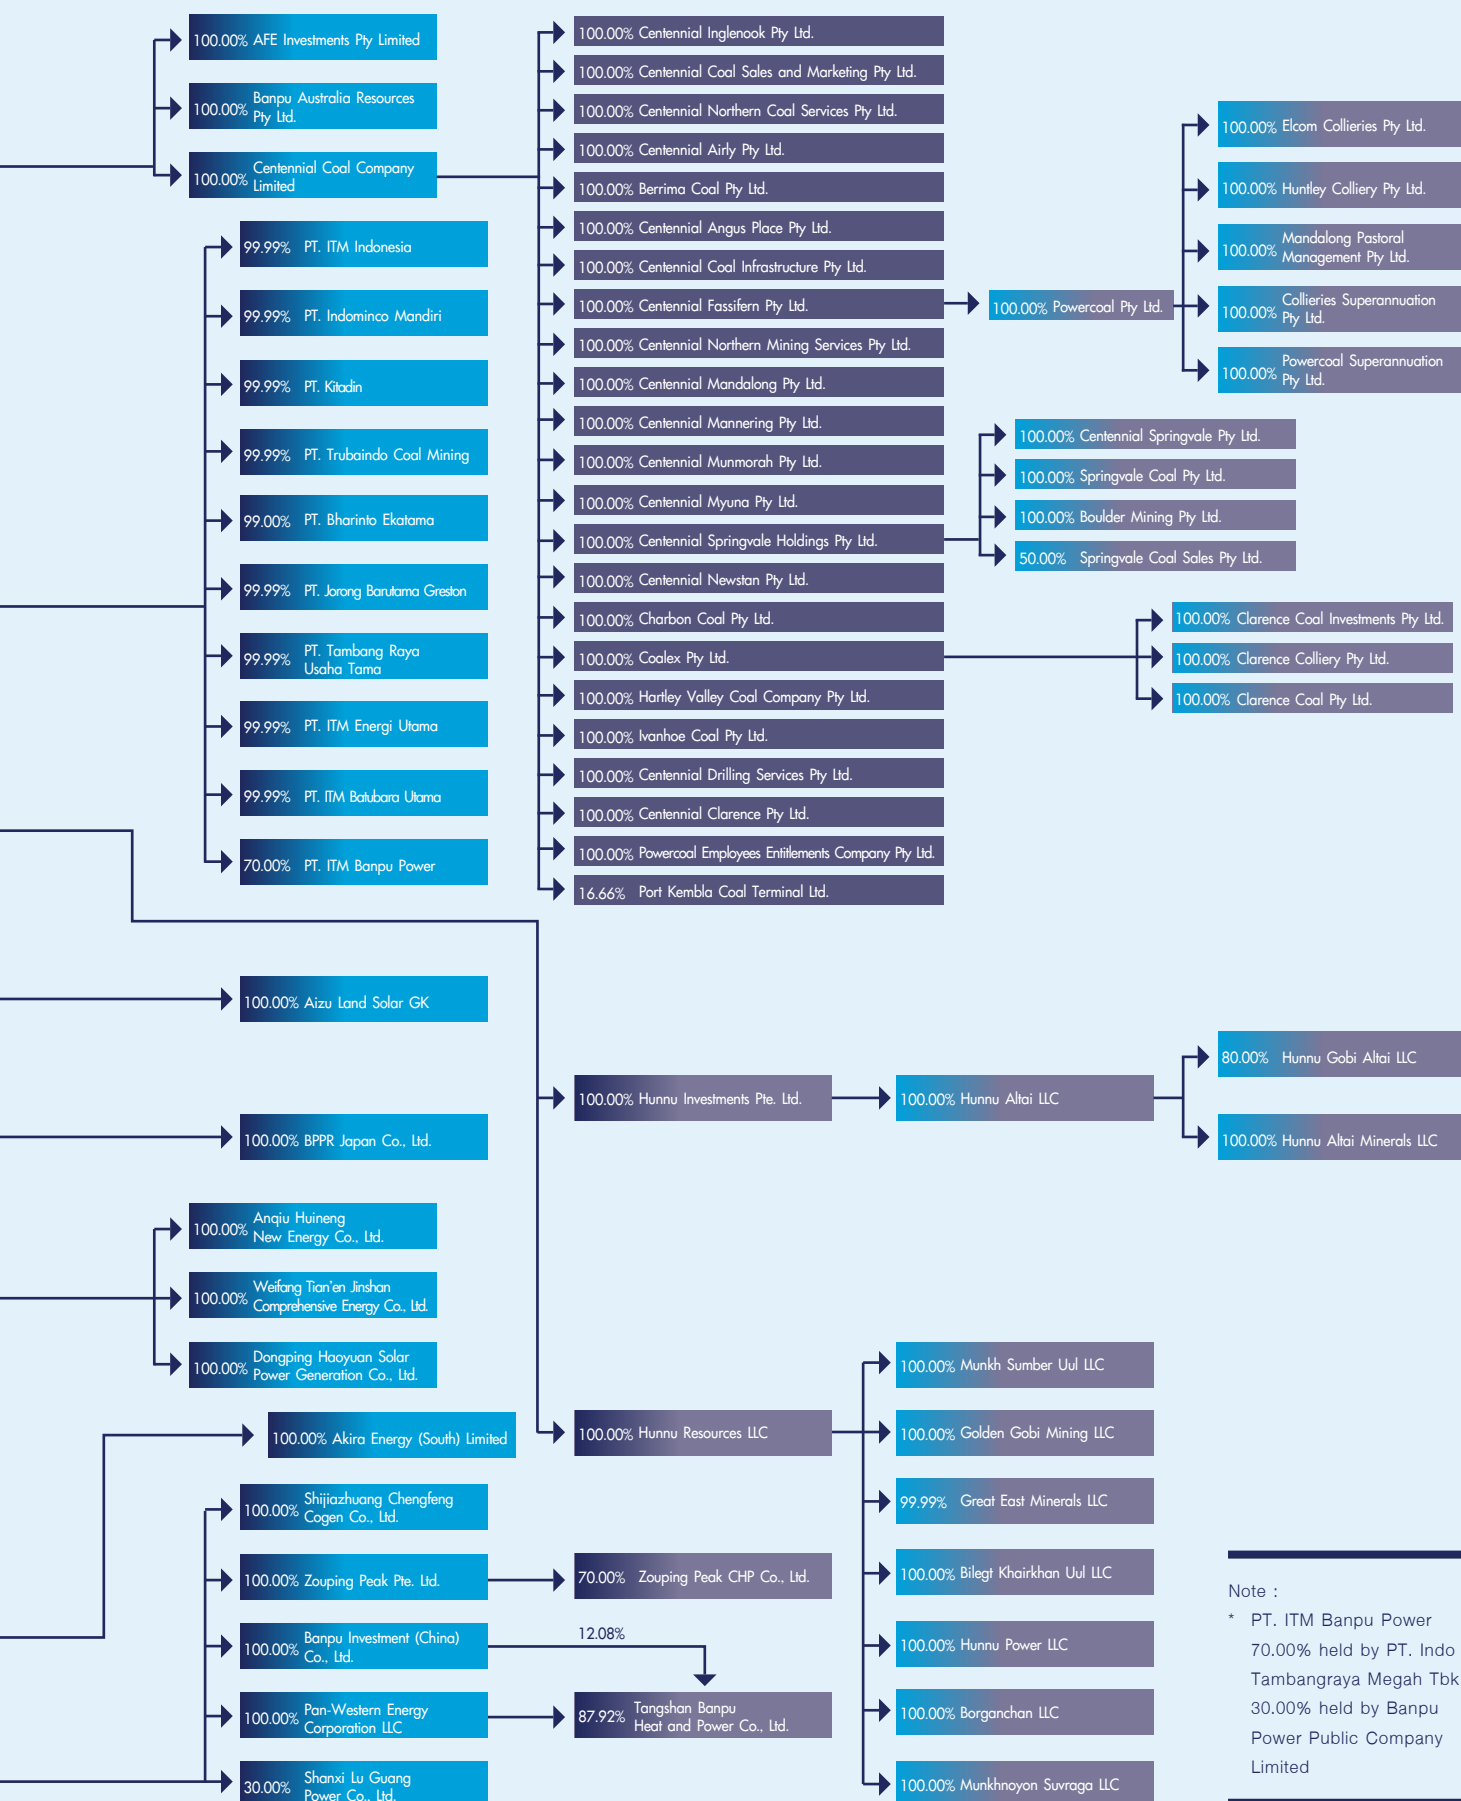 100.00% AFE Investments Pty Limited
100.00% Banpu Australia Resources
Pty Ltd.
100.00% Centennial Coal Company
Limited
99.99% PT. ITM Indonesia
99.99% PT. Indominco Mandiri
99.99% PT. Kitadin
99.99% PT. Trubaindo Coal Mining
99.00% PT. Bharinto Ekatama
99.99% PT. Jorong Barutama Greston
99.99% PT. Tambang Raya
Usaha Tama
99.99% PT. ITM Energi Utama
99.99% PT. ITM Batubara Utama
70.00% PT. ITM Banpu Power
100.00% Aizu Land Solar GK
100.00% BPPR Japan Co., Ltd.
100.00% Anqiu Huineng
New Energy Co., Ltd.
100.00% Weifang Tian'en Jinshan
Comprehensive Energy Co., Ltd.
100.00% Dongping Haoyuan Solar
Power Generation Co., Ltd.
100.00% Akira Energy (South) Limited
100.00% Shijiazhuang Chengfeng
Cogen Co., Ltd.
100.00% Zouping Peak Pte. Ltd.
100.00% Banpu Investment (China)
Co., Ltd.
100.00% Pan-Western Energy
Corporation LLC
30.00% Shanxi Lu Guang
Power Co., Ltd.
100.00% Centennial Inglenook Pty Ltd.
100.00% Centennial Coal Sales and Marketing Pty Ltd.
100.00% Centennial Northern Coal Services Pty Ltd.
100.00% Centennial Airly Pty Ltd.
100.00% Berrima Coal Pty Ltd.
100.00% Centennial Angus Place Pty Ltd.
100.00% Centennial Coal Infrastructure Pty Ltd.
100.00% Centennial Fassifern Pty Ltd.
100.00% Centennial Northern Mining Services Pty Ltd.
100.00% Centennial Mandalong Pty Ltd.
100.00% Centennial Mannering Pty Ltd.
100.00% Centennial Munmorah Pty Ltd.
100.00% Centennial Myuna Pty Ltd.
100.00% Centennial Springvale Holdings Pty Ltd.
100.00% Centennial Newstan Pty Ltd.
100.00% Charbon Coal Pty Ltd.
100.00% Coalex Pty Ltd.
100.00% Hartley Valley Coal Company Pty Ltd.
100.00% Ivanhoe Coal Pty Ltd.
100.00% Centennial Drilling Services Pty Ltd.
100.00% Centennial Clarence Pty Ltd.
100.00% Powercoal Employees Entitlements Company Pty Ltd.
16.66% Port Kembla Coal Terminal Ltd.
100.00% Hunnu Investments Pte. Ltd.
100.00% Hunnu Resources LLC
70.00% Zouping Peak CHP Co., Ltd.
12.08%
87.92% Tangshan Banpu
Heat and Power Co., Ltd.
100.00% Powercoal Pty Ltd.
100.00% Elcom Collieries Pty Ltd.
100.00% Huntley Colliery Pty Ltd.
100.00% Mandalong Pastoral
Management Pty Ltd.
100.00% Collieries Superannuation
Pty Ltd.
100.00% Powercoal Superannuation
Pty Ltd.
100.00% Centennial Springvale Pty Ltd.
100.00% Springvale Coal Pty Ltd.
100.00% Boulder Mining Pty Ltd.
50.00% Springvale Coal Sales Pty Ltd.
100.00% Clarence Coal Investments Pty Ltd.
100.00% Clarence Colliery Pty Ltd.
100.00% Clarence Coal Pty Ltd.
100.00% Hunnu Altai LLC
80.00% Hunnu Gobi Altai LLC
100.00% Hunnu Altai Minerals LLC
100.00% Munkh Sumber Uul LLC
100.00% Golden Gobi Mining LLC
99.99% Great East Minerals LLC
100.00% Bilegt Khairkhan Uul LLC
100.00% Hunnu Power LLC
100.00% Borganchan LLC
100.00% Munkhnoyon Suvraga LLC
Note :
* PT. ITM Banpu Power
70.00% held by PT. Indo
Tambangraya Megah Tbk
30.00% held by Banpu
Power Public Company
Limited